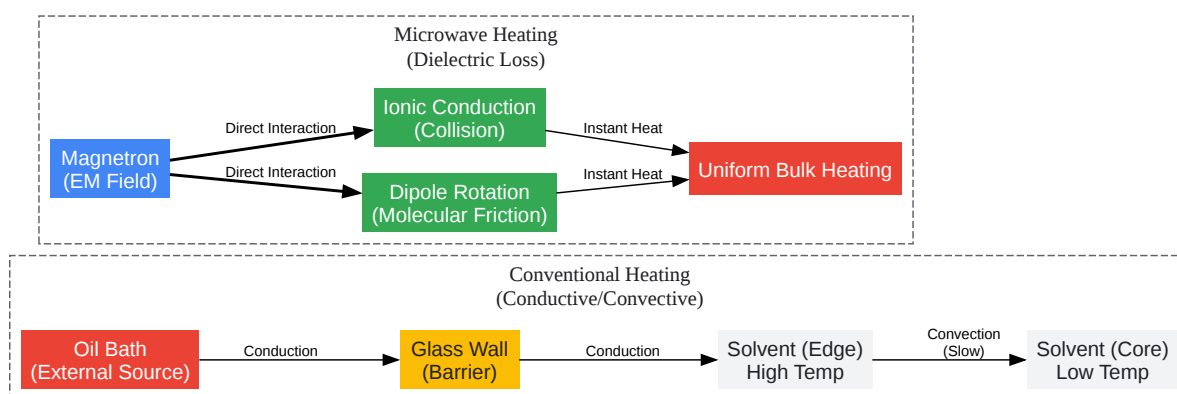 Microwave Heating
(Dielectric Loss)
Magnetron
(EM Field)
Direct Interaction
Direct Interaction
Ionic Conduction
(Collision)
Dipole Rotation
(Molecular Friction)
Instant Heat
Instant Heat
Uniform Bulk Heating
Conventional Heating
(Conductive/Convective)
Oil Bath
(External Source)
Conduction
Glass Wall
(Barrier)
Conduction
Solvent (Edge)
High Temp
Convection
(Slow)
Solvent (Core)
Low Temp